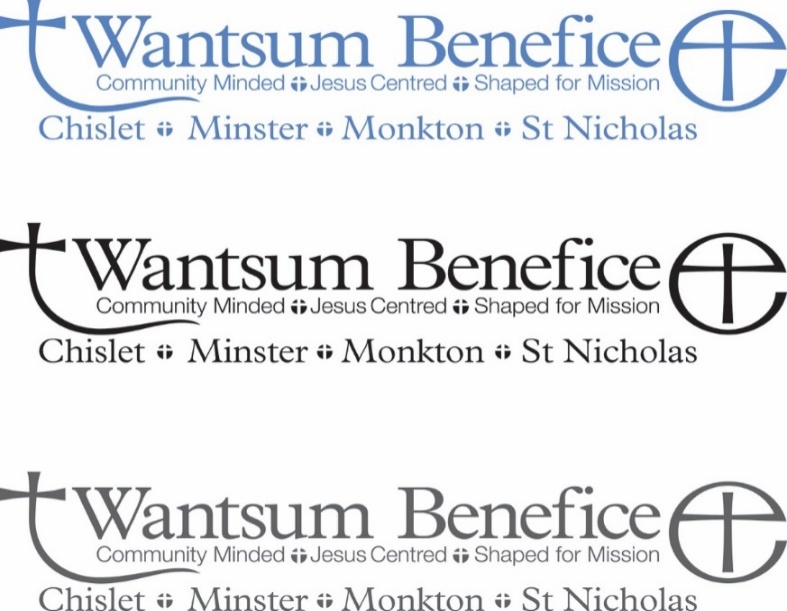 Wantsum Benefice
Community Minded Jesus Centred Shaped for Mission
Chislet Minster Monkton St Nicholas
Wantsum Benefice
Community Minded Jesus Centred Shaped for Mission
Chislet Minster Monkton St Nicholas
Wantsum Benefice
Community Minded Jesus Centred Shaped for Mission
Chislet Minster Monkton St Nicholas